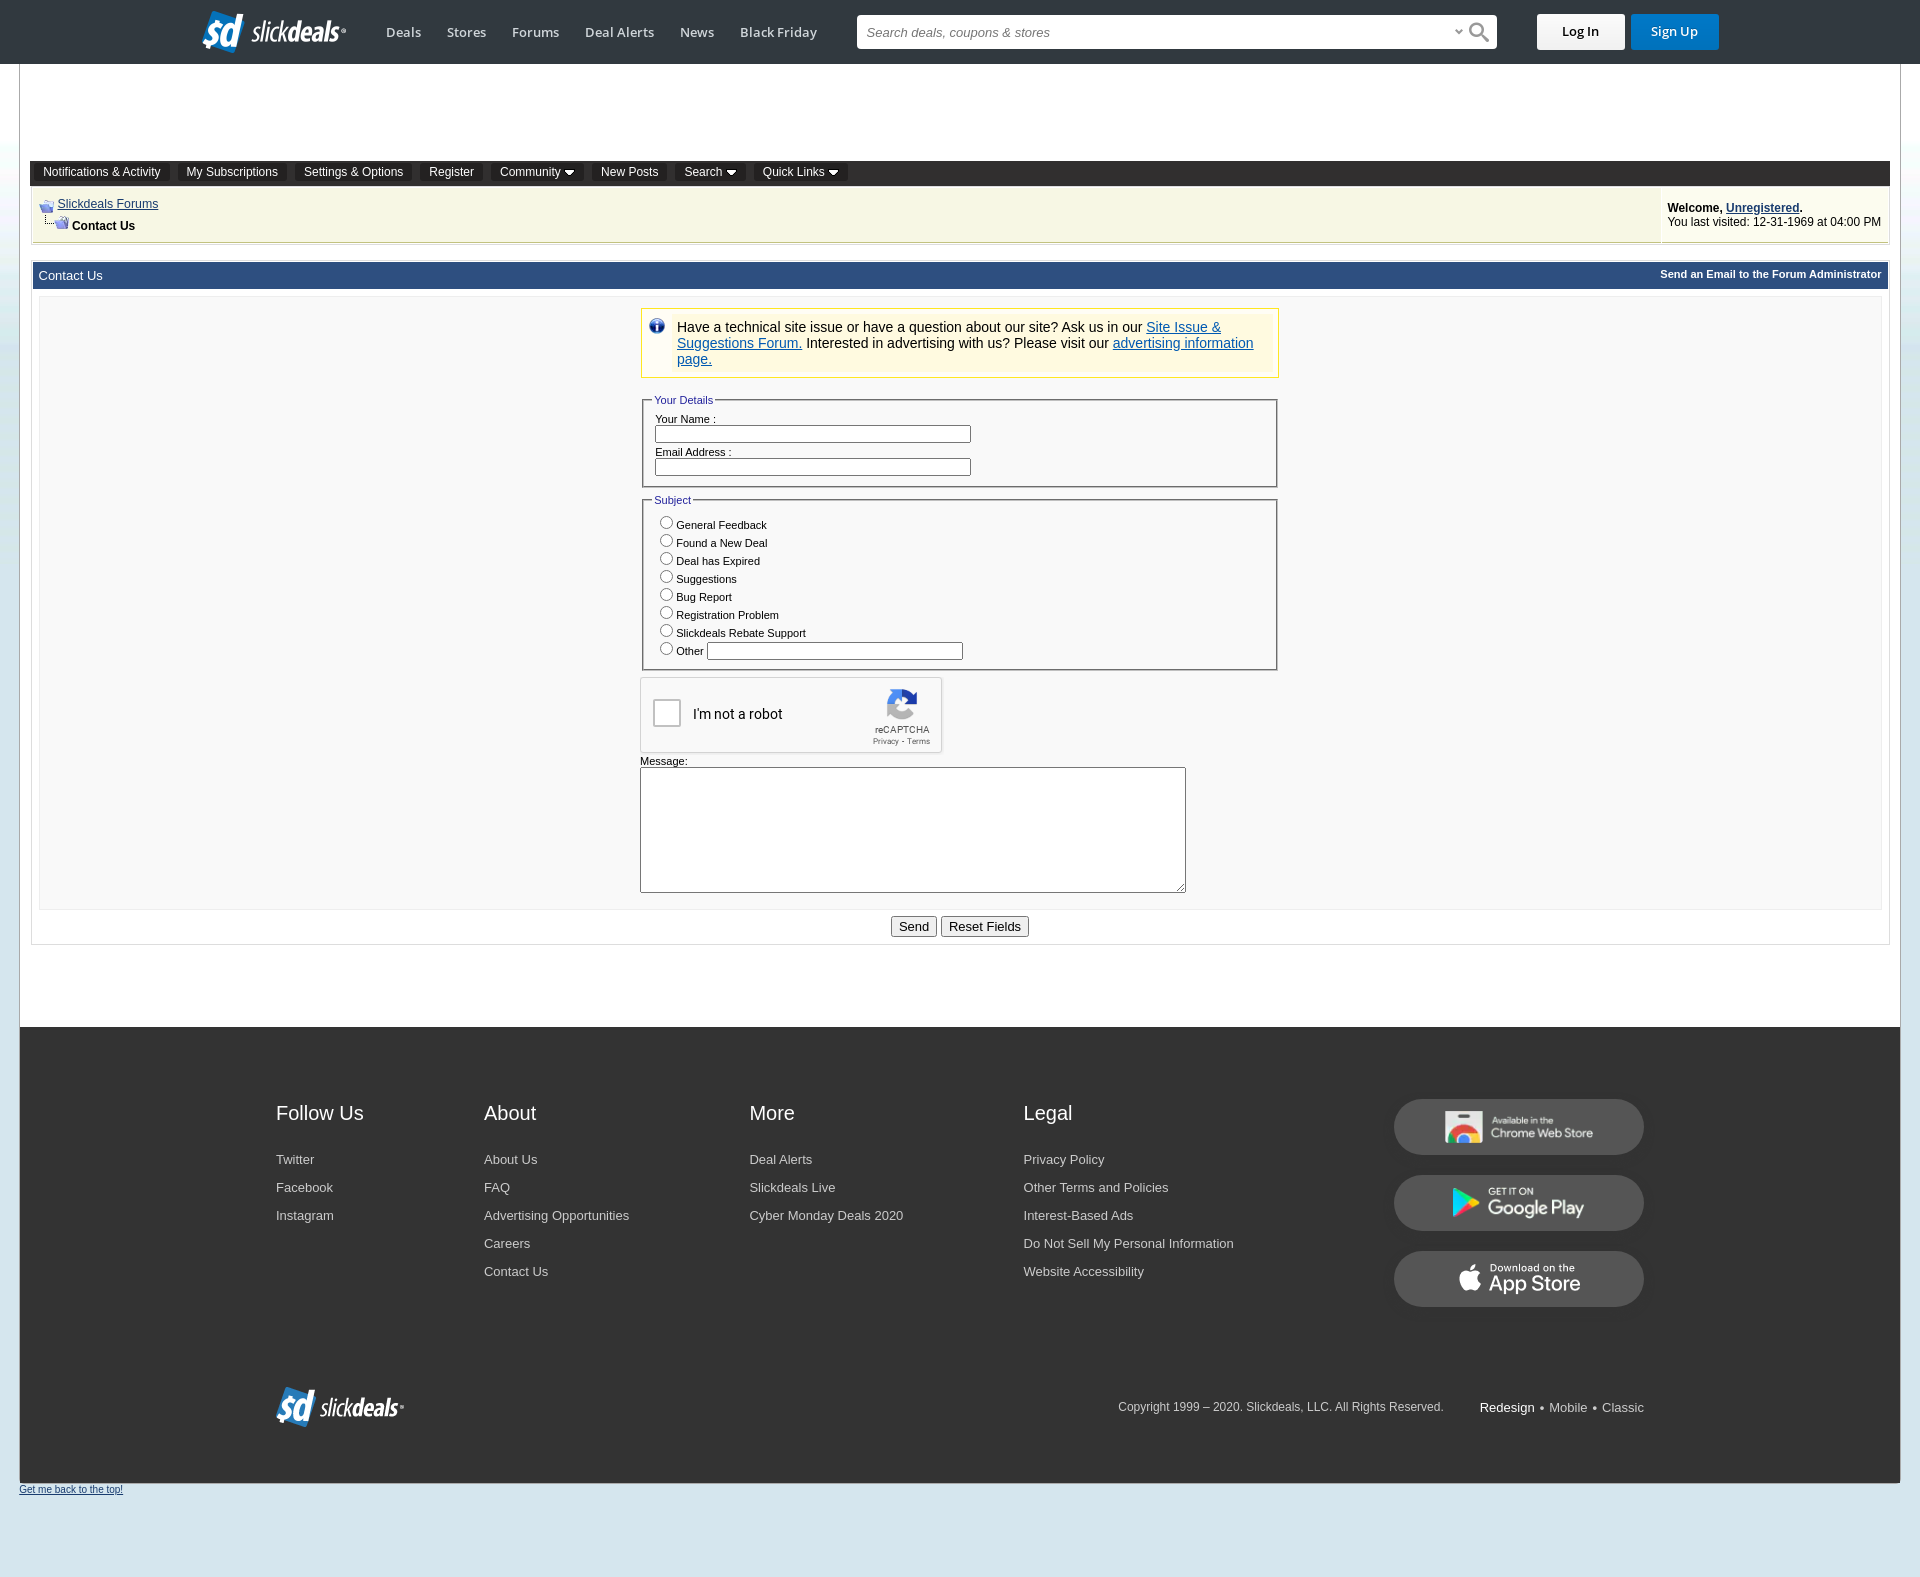 slickdeals
Deals Stores Forums Deal Alerts News Black Friday
Search deals, coupons & stores
Log In
Sign Up
Notifications & Activity My Subscriptions Settings & Options Register Community New Posts Search Quick Links
Slickdeals Forums
Contact Us
Welcome, Unregistered.
You last visited: 12-31-1969 at 04:00 PM
Contact Us
Send an Email to the Forum Administrator
Have a technical site issue or have a question about our site? Ask us in our Site Issue &
Suggestions Forum. Interested in advertising with us? Please visit our advertising information
page.
Your Details
Your Name :
Email Address :
Subject
General Feedback
Found a New Deal
Deal has Expired
Suggestions
Bug Report
Registration Problem
Slickdeals Rebate Support
Other
I'm not a robot
reCAPTCHA
Privacy - Terms
Message:
Send Reset Fields
Follow Us
Twitter
Facebook
Instagram
About
About Us
FAQ
Advertising Opportunities
Careers
Contact Us
More
Deal Alerts
Slickdeals Live
Cyber Monday Deals 2020
Legal
Privacy Policy
Other Terms and Policies
Interest-Based Ads
Do Not Sell My Personal Information
Website Accessibility
Available in the
Chrome Web Store
GET IT ON
Google Play
Download on the
App Store
slickdeals
Copyright 1999 – 2020. Slickdeals, LLC. All Rights Reserved.
Redesign • Mobile • Classic
Get me back to the top!